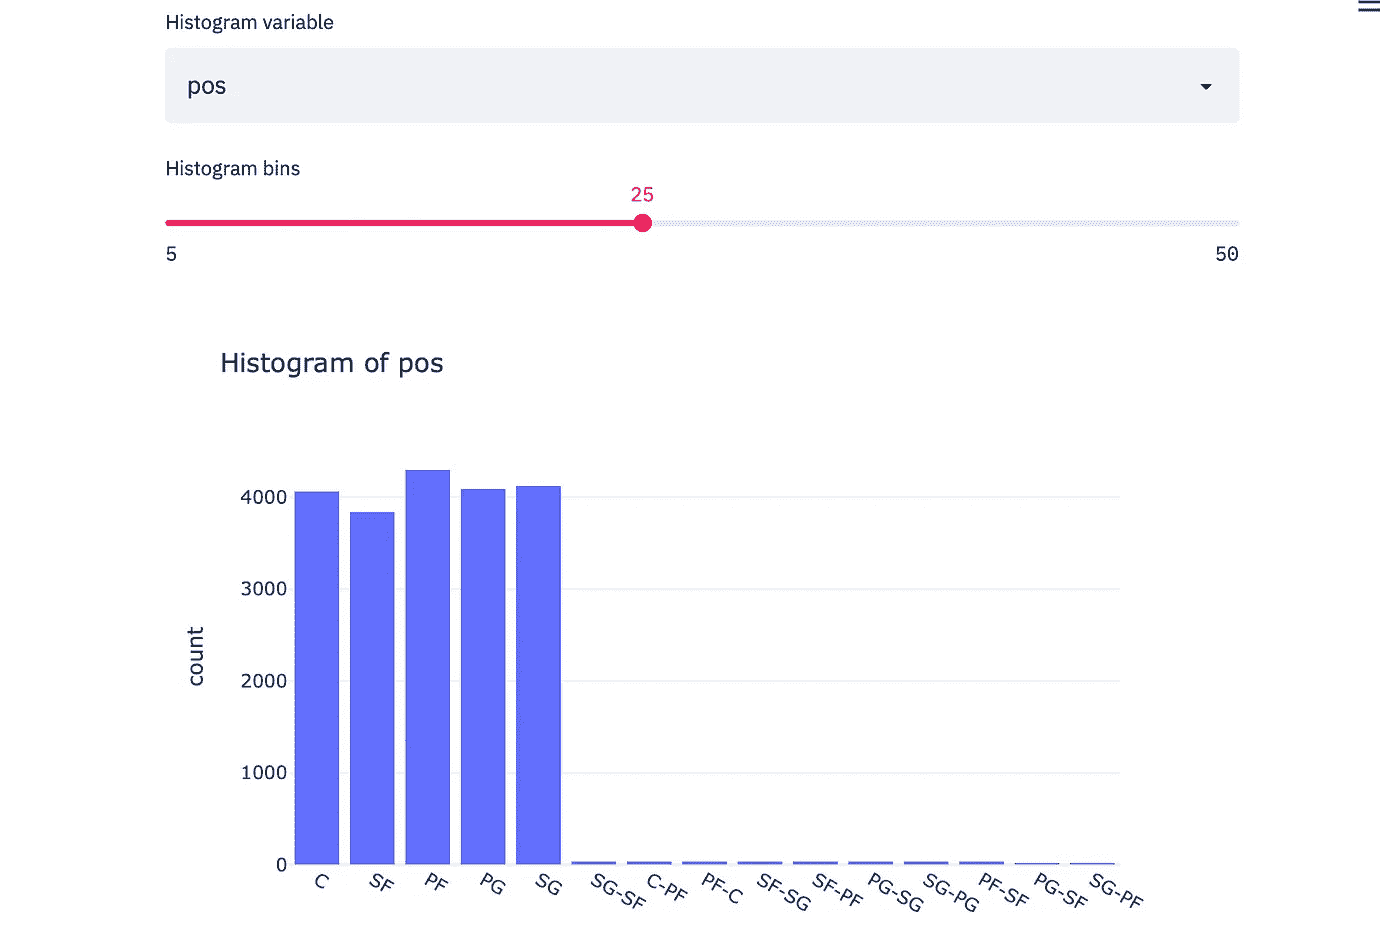 Histogram variable
pos
Histogram bins
25
5 50
Histogram of pos
4000
3000
2000
1000
0
count
C SF PF PG SG SG-SF C-PF PF-C SF-SG SF-PF PG-SG SG-PG PF-SF PG-SF SG-PF